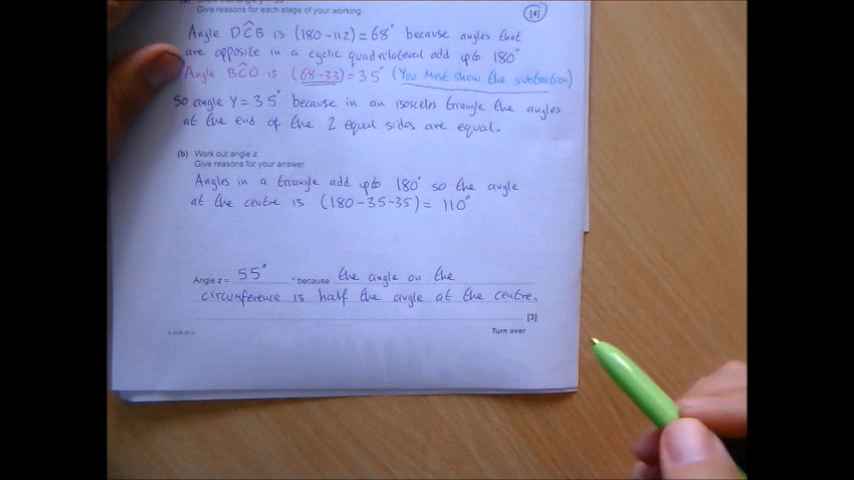 Give reasons for each stage of your working
[4]
Angle DĈB is (180-112)=68° because angles that
are opposite in a cyclic quadrilateral add upto 180°
Angle BĈO is (68-33)=35° (You Must show the subtraction)
So angle Y=35° because in an isosceles triangle the angles
at the end of the 2 equal sides are equal.
(b) Work out angle z.
Give reasons for your answer.
Angles in a triangle add upto 180° so the angle
at the centre is (180-35-35)= 110°
Angle z = 55° ° because the angle on the
circumference is half the angle at the centre.
[3]
Turn over